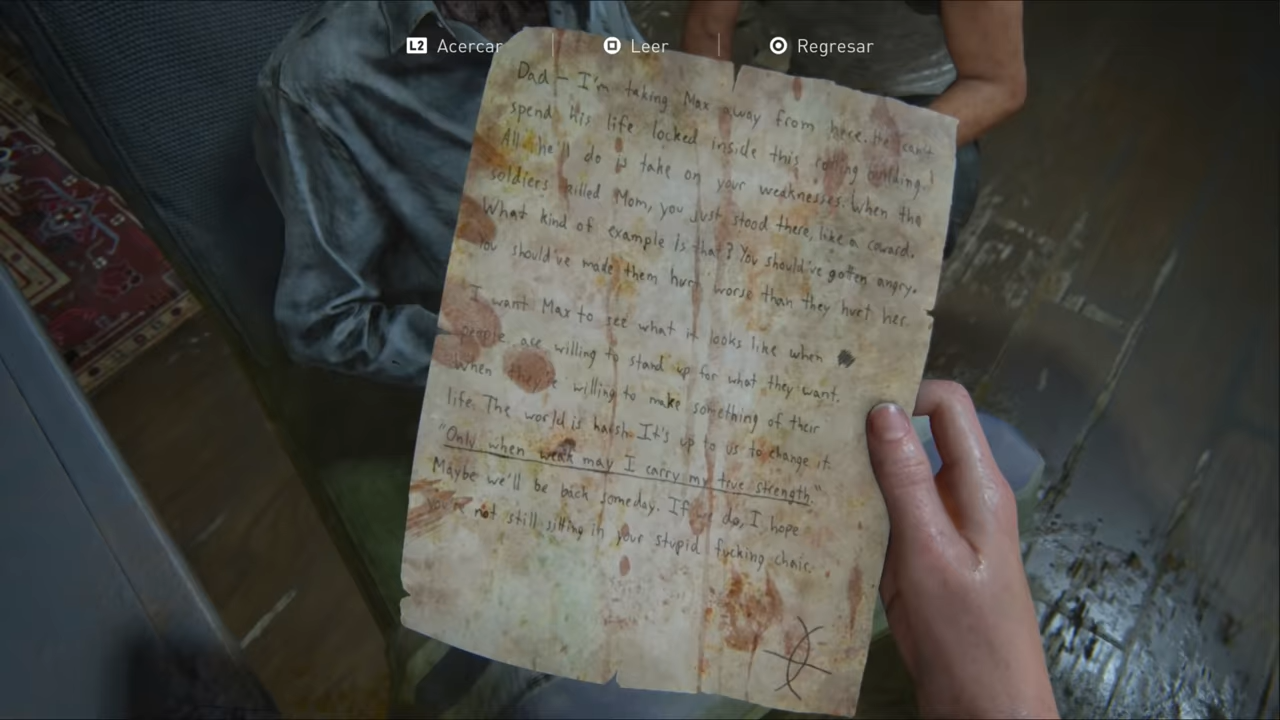 L2 Acercar
Leer
Regresar
Dad - I'm taking Max away from here. He can't
spend his life locked inside this rotting building!
All he'll do is take on your weaknesses. When the
soldiers killed Mom, you just stood there, like a coward.
What kind of example is that? You should've gotten angry.
You should've made them hurt worse than they hurt her.
I want Max to see what it looks like when
people are willing to stand up for what they want.
When they're willing to make something of their
life. The world is harsh. It's up to us to change it.
"Only when weak may I carry my true strength."
Maybe we'll be back someday. If we do, I hope
you're not still sitting in your stupid fucking chair.